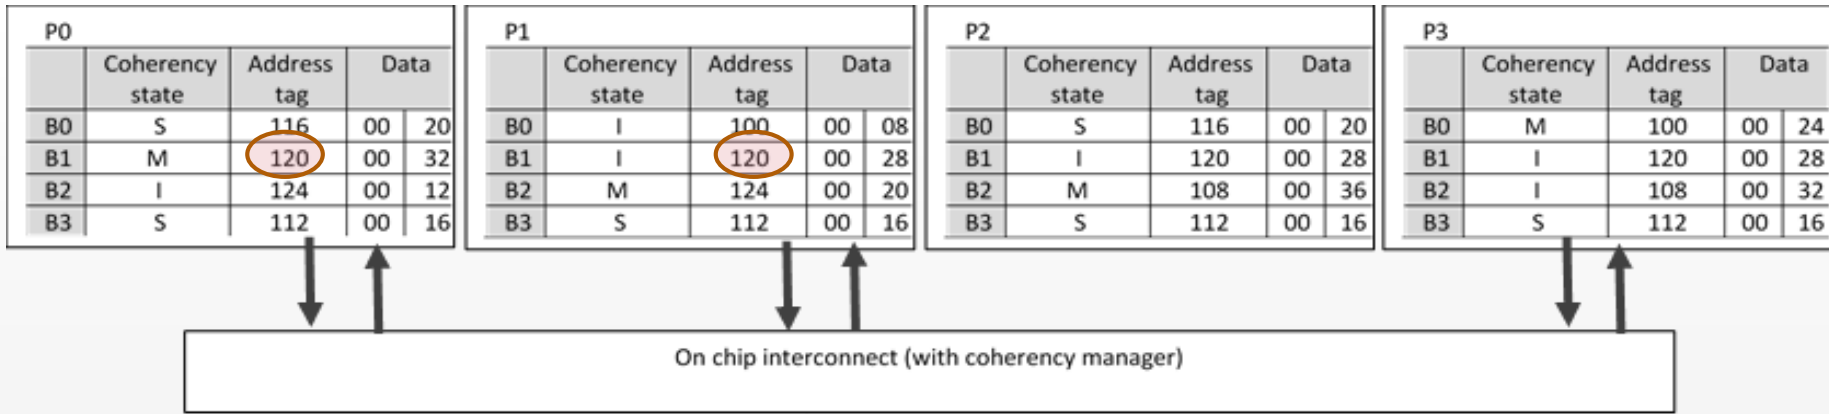 P0
Coherency state Address tag Data
B0 S 116 00 20
B1 M 120 00 32
B2 I 124 00 12
B3 S 112 00 16
P1
Coherency state Address tag Data
B0 I 100 00 08
B1 I 120 00 28
B2 M 124 00 20
B3 S 112 00 16
P2
Coherency state Address tag Data
B0 S 116 00 20
B1 I 120 00 28
B2 M 108 00 36
B3 S 112 00 16
P3
Coherency state Address tag Data
B0 M 100 00 24
B1 I 120 00 28
B2 I 108 00 32
B3 S 112 00 16
On chip interconnect (with coherency manager)